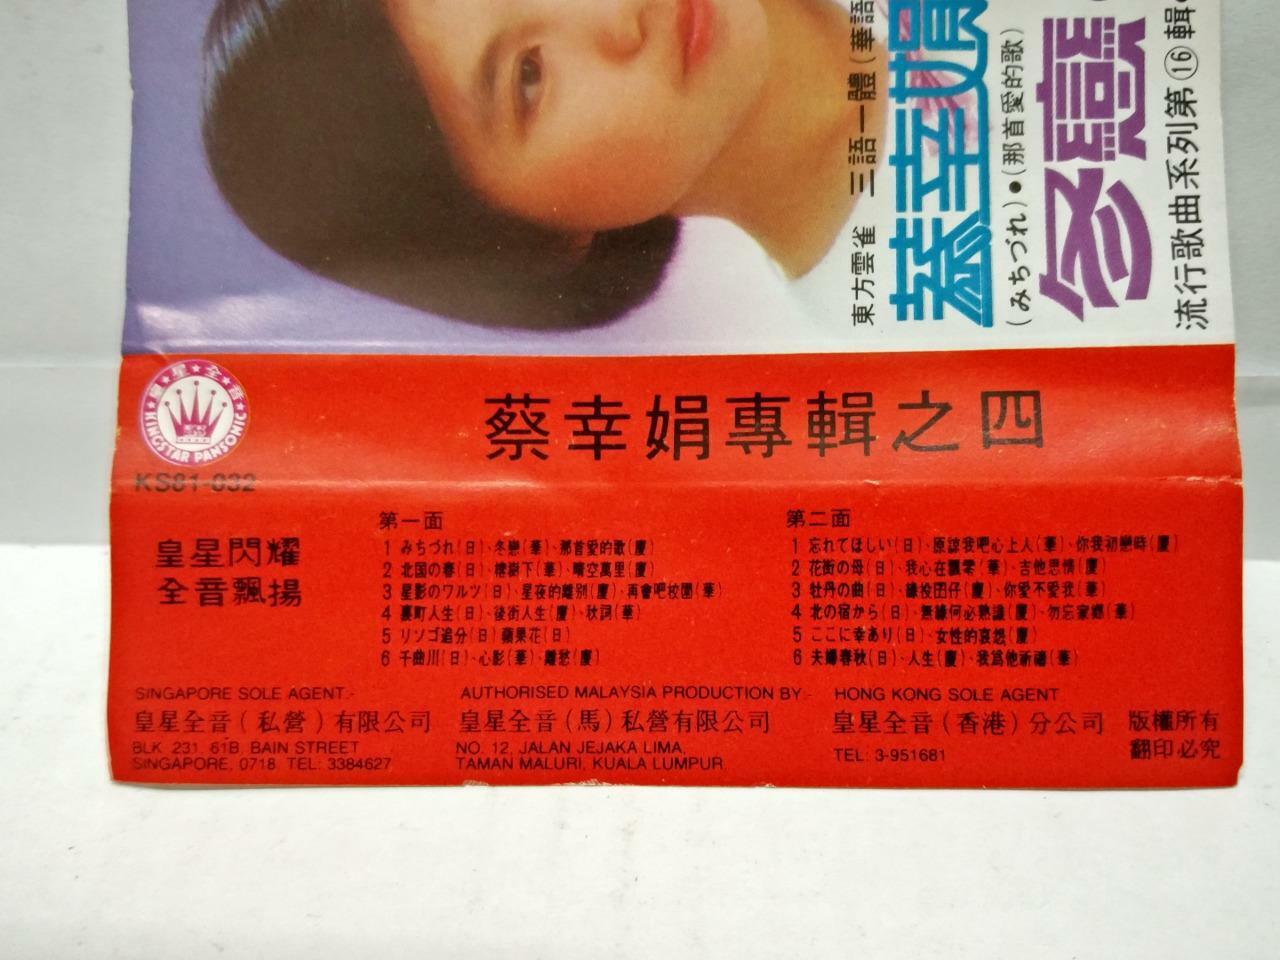 東方雲雀 三語一體(華語
蔡幸娟
(みちづれ)●(那首愛的歌)
冬戀
流行歌曲系列第⑯輯
皇星全音
KINGSTAR PANSONIC
蔡幸娟專輯之四
KS81-032
皇星閃耀
全音飄揚
第一面
1 みちづれ(日)、冬戀(華)、那首愛的歌(廈)
2 北国の春(日)、榕樹下(華)、晴空萬里(廈)
3 星影のワルツ(日)、星夜的離別(廈)、再會吧校園(華)
4 裏町人生(日)、後街人生(廈)、秋詞(華)
5 リンゴ追分(日)蘋果花(日)
6 千曲川(日)、心影(華)、離愁(廈)
第二面
1 忘れてほしい(日)、原諒我吧心上人(華)、你我初戀時(廈)
2 花街の母(日)、我心在飄零(華)、吉他思情(廈)
3 牡丹の曲(日)、緣投囝仔(廈)、你愛不愛我(華)
4 北の宿から(日)、無緣何必熟識(廈)、勿忘家鄉(華)
5 ここに幸あり(日)、女性的哀怨(廈)
6 夫婦春秋(日)、人生(廈)、我爲他祈禱(華)
SINGAPORE SOLE AGENT:-
皇星全音(私營)有限公司
BLK. 231, 61B, BAIN STREET
SINGAPORE, 0718 TEL: 3384627
AUTHORISED MALAYSIA PRODUCTION BY:-
皇星全音(馬)私營有限公司
NO. 12, JALAN JEJAKA LIMA,
TAMAN MALURI, KUALA LUMPUR.
HONG KONG SOLE AGENT
皇星全音(香港)分公司
TEL: 3-951681
版權所有
翻印必究